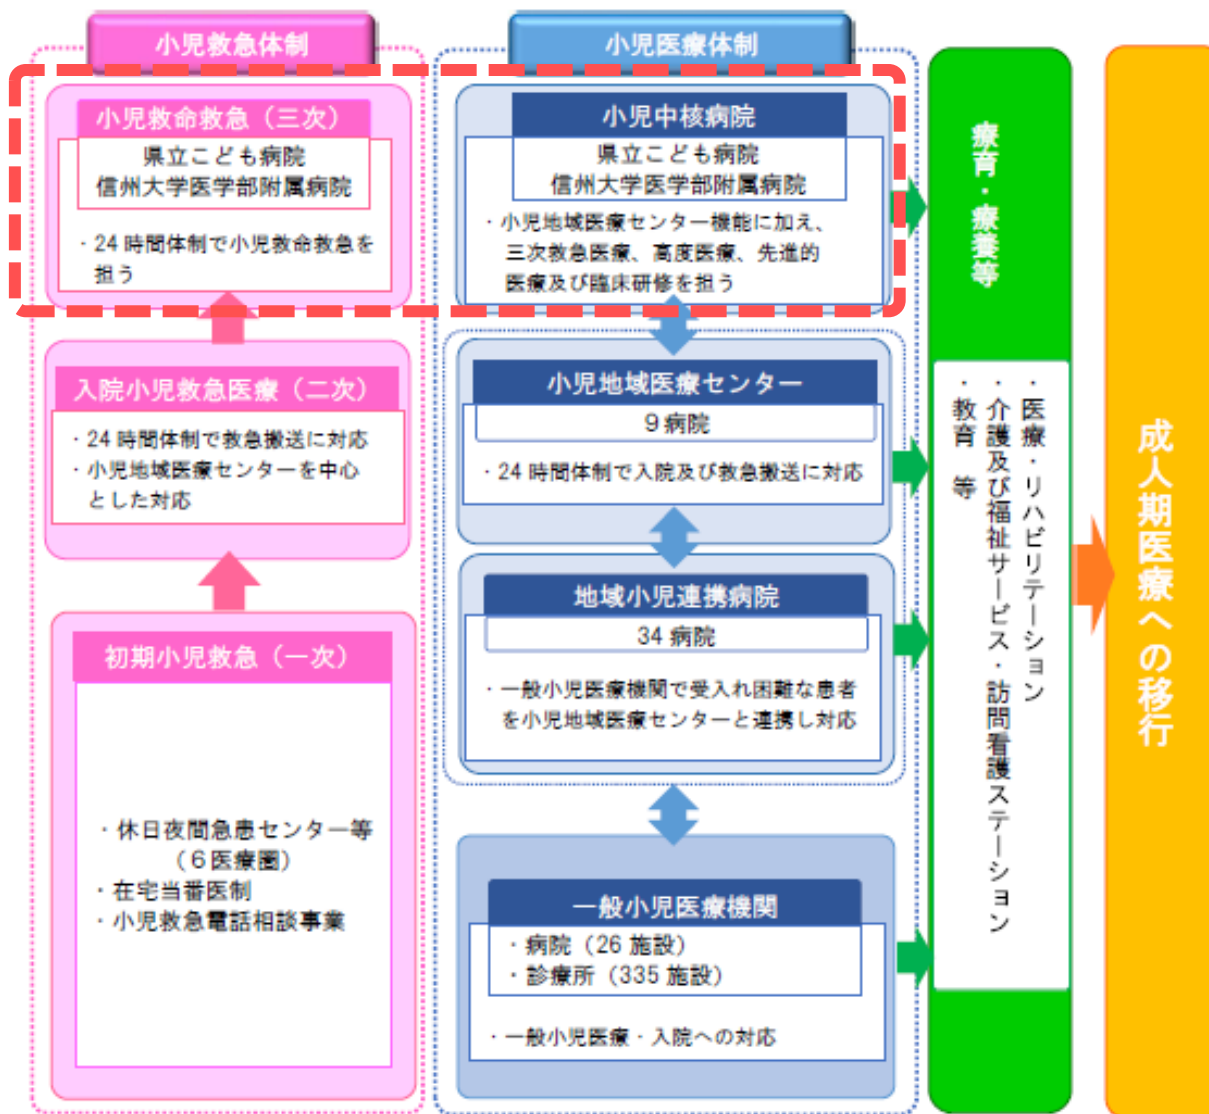 小児救急体制
小児救命救急（三次）
県立こども病院
信州大学医学部附属病院
・24時間体制で小児救命救急を
担う
入院小児救急医療（二次）
・24時間体制で救急搬送に対応
・小児地域医療センターを中心
とした対応
初期小児救急（一次）
・休日夜間急患センター等
（６医療圏）
・在宅当番医制
・小児救急電話相談事業
小児医療体制
小児中核病院
県立こども病院
信州大学医学部附属病院
・小児地域医療センター機能に加え、
三次救急医療、高度医療、先進的
医療及び臨床研修を担う
小児地域医療センター
９病院
・24時間体制で入院及び救急搬送に対応
地域小児連携病院
34病院
・一般小児医療機関で受入れ困難な患者
を小児地域医療センターと連携し対応
一般小児医療機関
・病院（26施設）
・診療所（335施設）
・一般小児医療・入院への対応
療育・療養等
・医療・リハビリテーション
・介護及び福祉サービス・訪問看護ステーション
・教育　等
成人期医療への移行